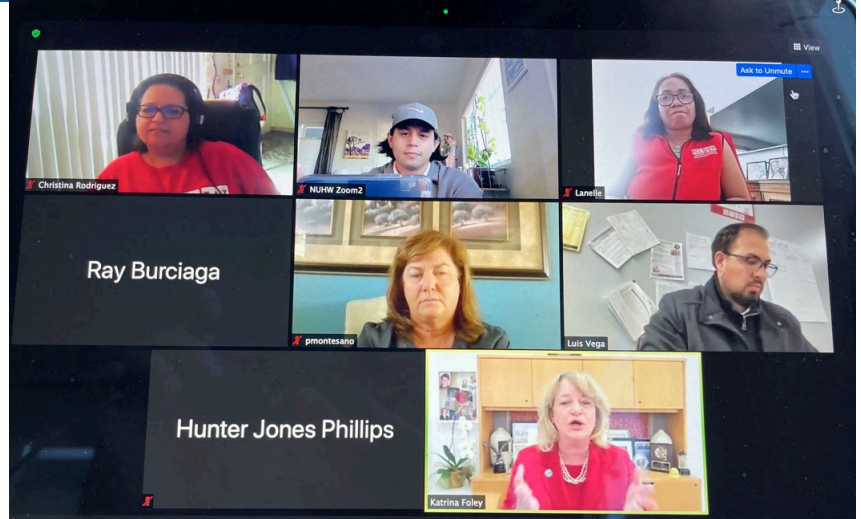 View
Ask to Unmute
Christina Rodriguez
NUHW Zoom2
Lanelle
Ray Burciaga
pmontesano
Luis Vega
Hunter Jones Phillips
Katrina Foley